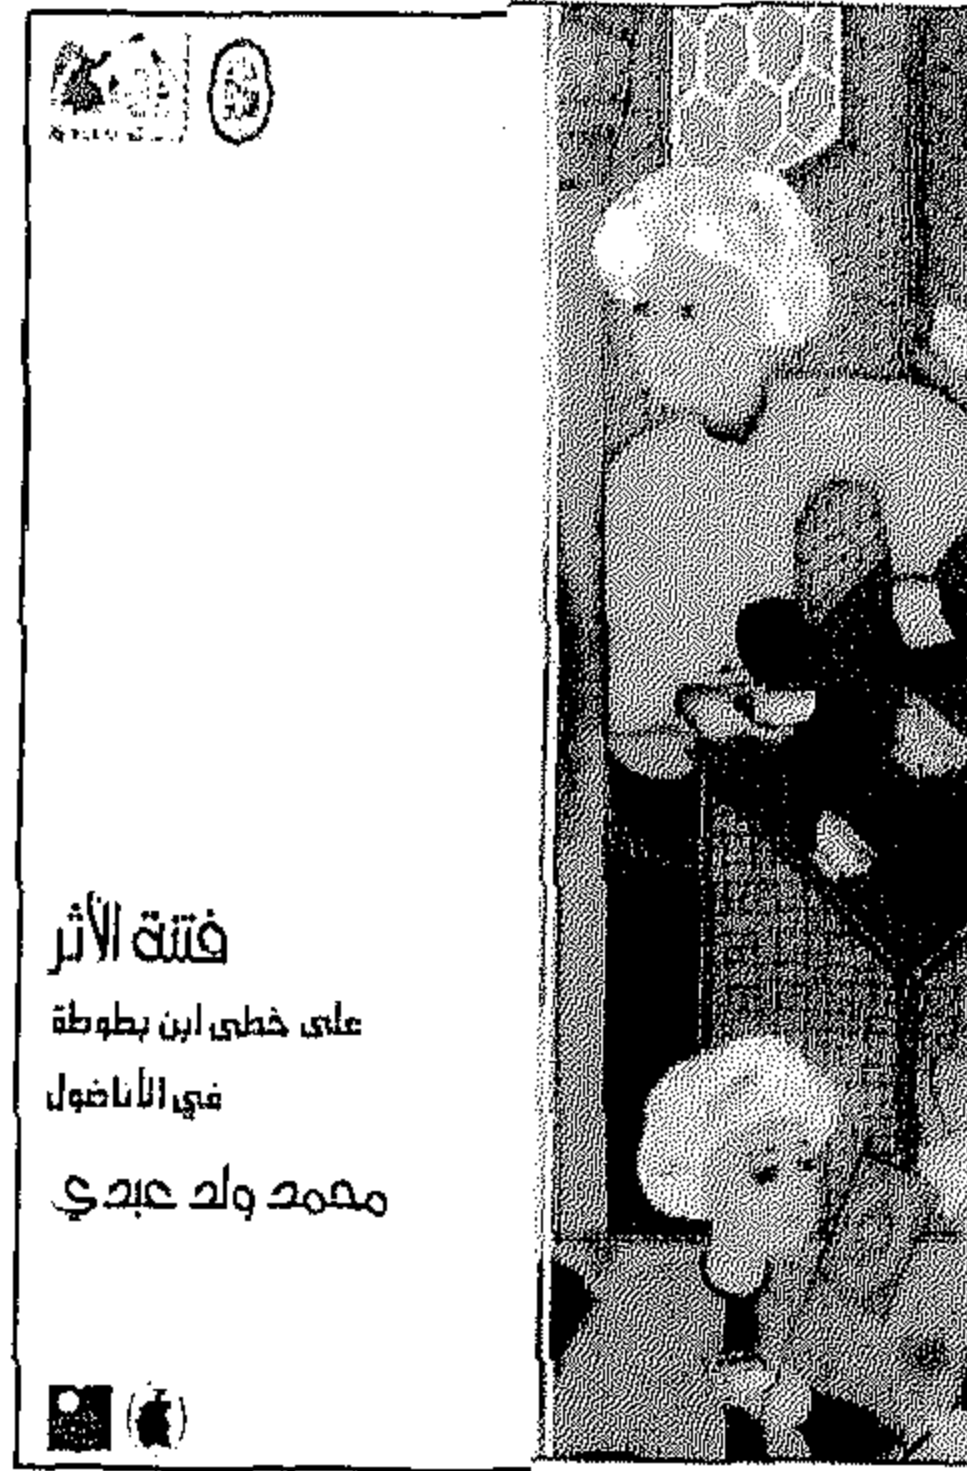 فتنة الأثر
على خطى ابن بطوطة
في الأناضول
محمد ولد عبدي